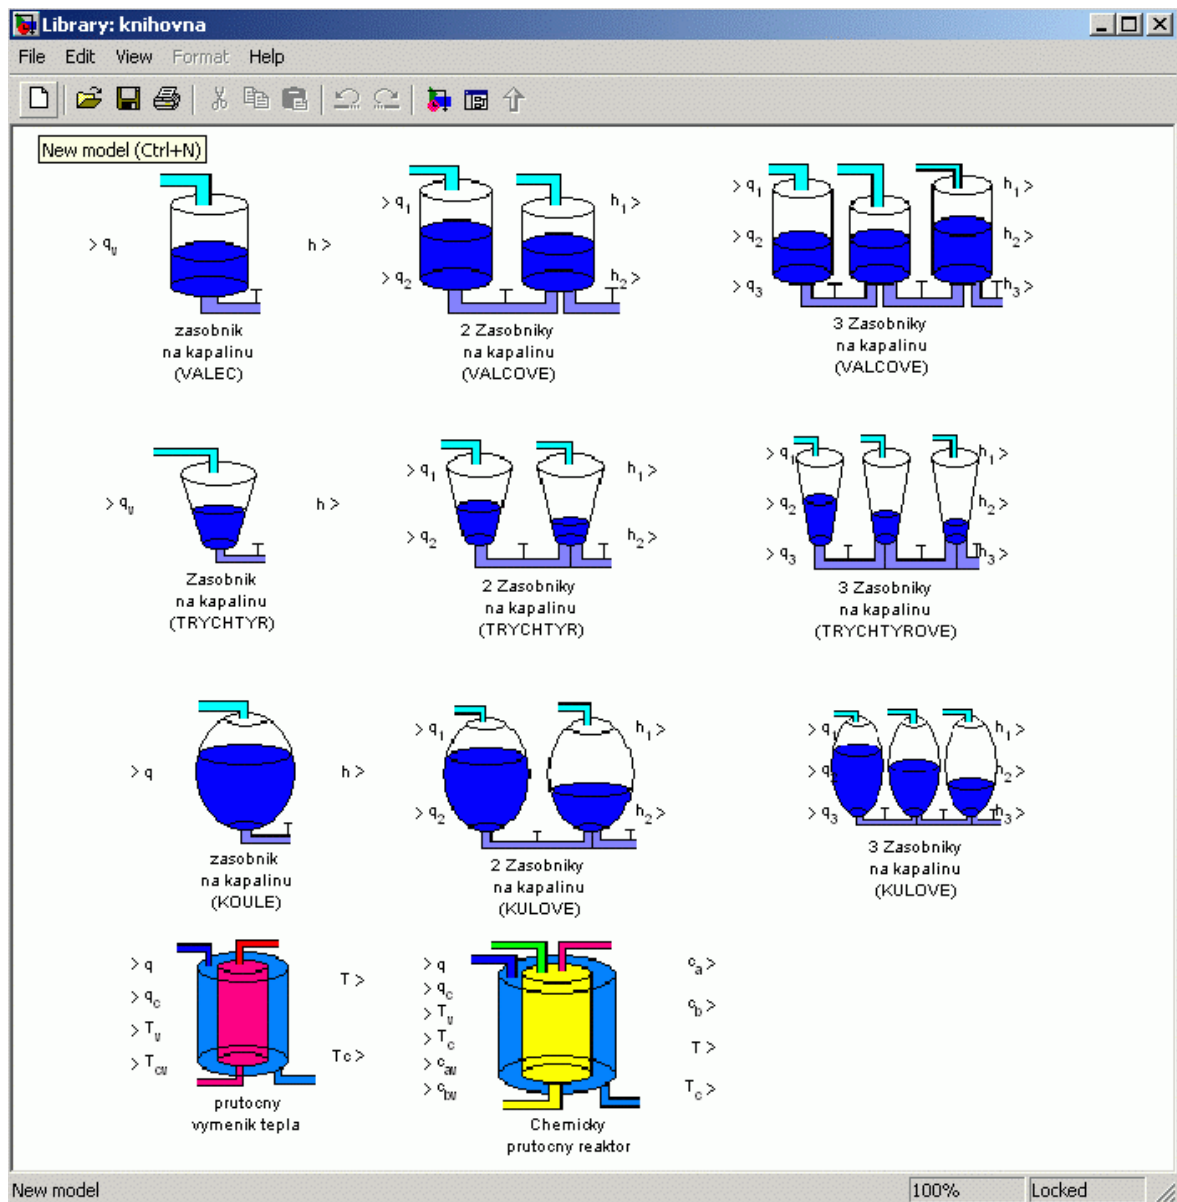 Library: knihovna
File Edit View Format Help
New model (Ctrl+N)
> q_v h >
zasobnik
na kapalinu
(VALEC)
> q_1 h_1 >
> q_2 h_2 >
2 Zasobniky
na kapalinu
(VALCOVE)
> q_1 h_1 >
> q_2 h_2 >
> q_3 h_3 >
3 Zasobniky
na kapalinu
(VALCOVE)
> q_v h >
Zasobnik
na kapalinu
(TRYCHTYR)
> q_1 h_1 >
> q_2 h_2 >
2 Zasobniky
na kapalinu
(TRYCHTYR)
> q_1 h_1 >
> q_2 h_2 >
> q_3 h_3 >
3 Zasobniky
na kapalinu
(TRYCHTYROVE)
> q h >
zasobnik
na kapalinu
(KOULE)
> q_1 h_1 >
> q_2 h_2 >
2 Zasobniky
na kapalinu
(KULOVE)
> q_1 h_1 >
> q_2 h_2 >
> q_3 h_3 >
3 Zasobniky
na kapalinu
(KULOVE)
> q T >
> q_c
> T_v Tc >
> T_cv
prutocny
vymenik tepla
> q c_a >
> q_c
> T_v c_b >
> T_c T >
> c_av
> c_bv T_c >
Chemicky
prutocny reaktor
New model 100% Locked